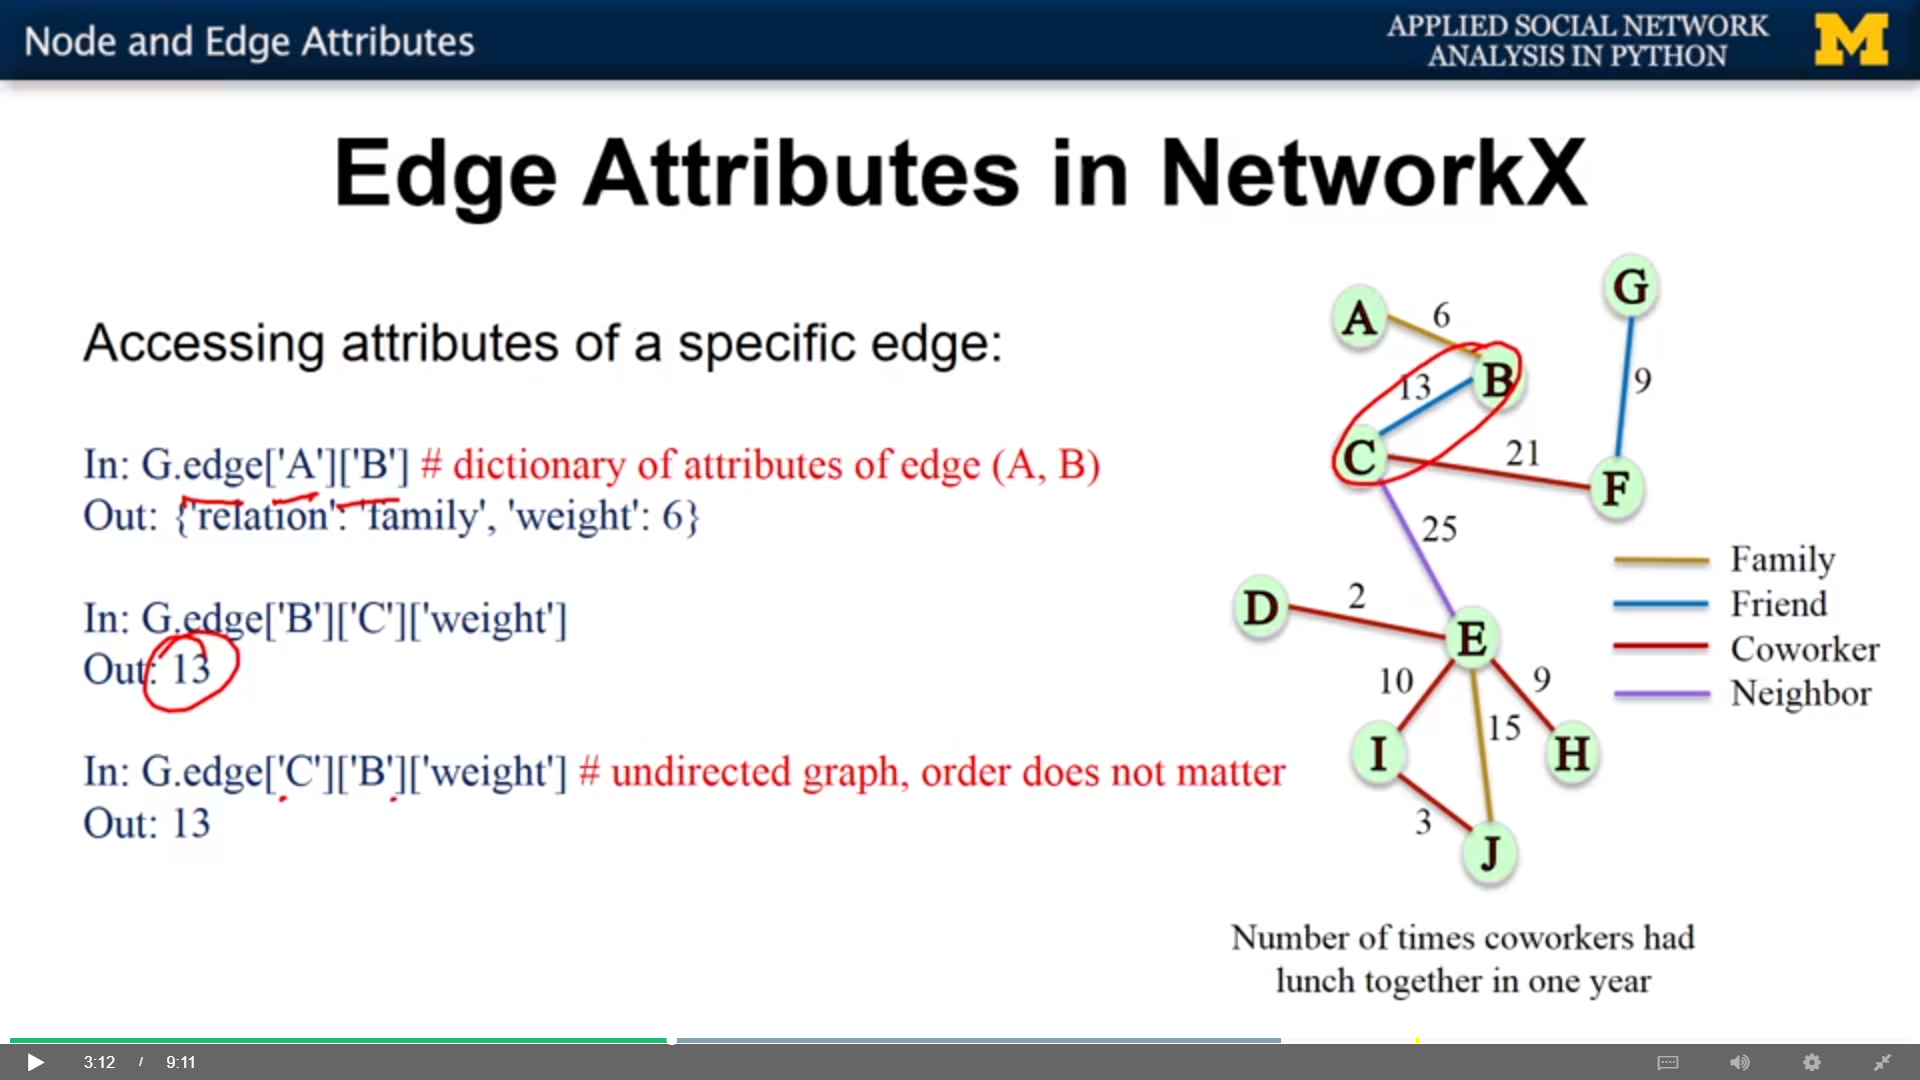 Node and Edge Attributes
APPLIED SOCIAL NETWORK
ANALYSIS IN PYTHON
M
Edge Attributes in NetworkX
Accessing attributes of a specific edge:
In: G.edge['A']['B'] # dictionary of attributes of edge (A, B)
Out: {'relation': 'family', 'weight': 6}
In: G.edge['B']['C']['weight']
Out: 13
In: G.edge['C']['B']['weight'] # undirected graph, order does not matter
Out: 13
G
A
6
B
9
13
C
21
F
25
D
2
E
10
9
15
I
H
3
J
Family
Friend
Coworker
Neighbor
Number of times coworkers had
lunch together in one year
3:12 / 9:11